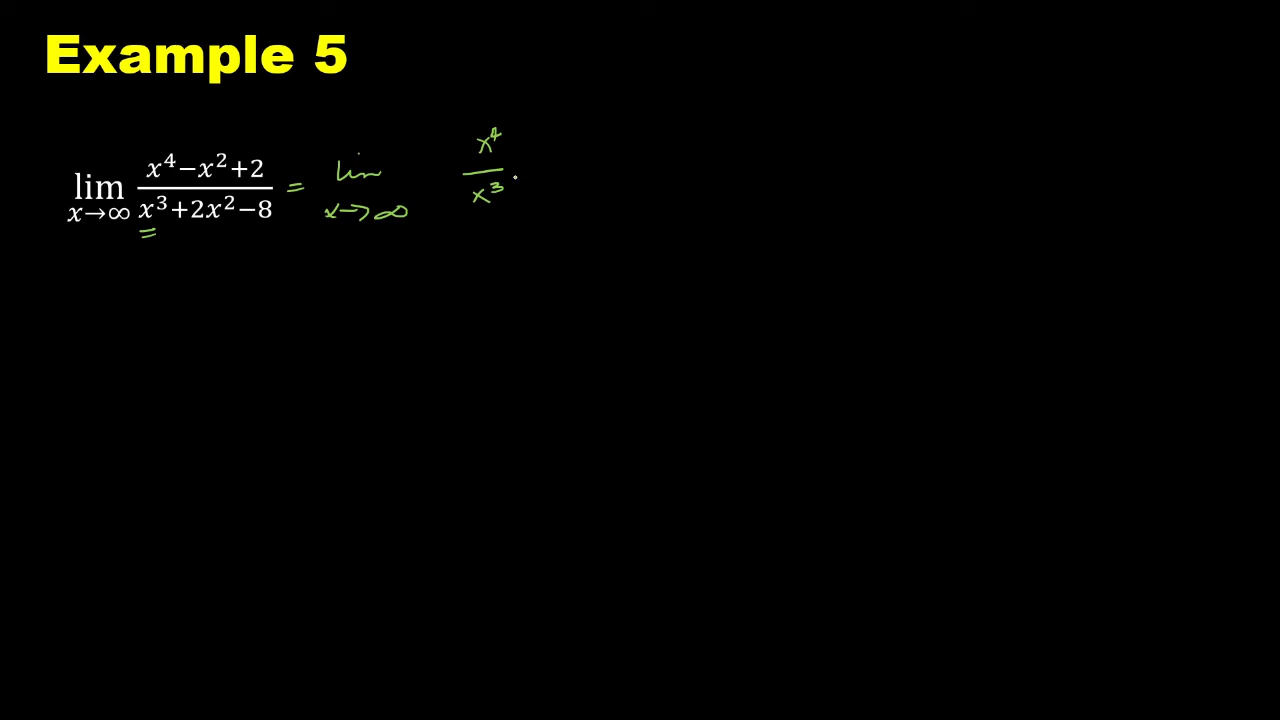 Example 5
lim x→∞ (x⁴−x²+2)/(x³+2x²−8) = lim x→∞ x⁴/x³